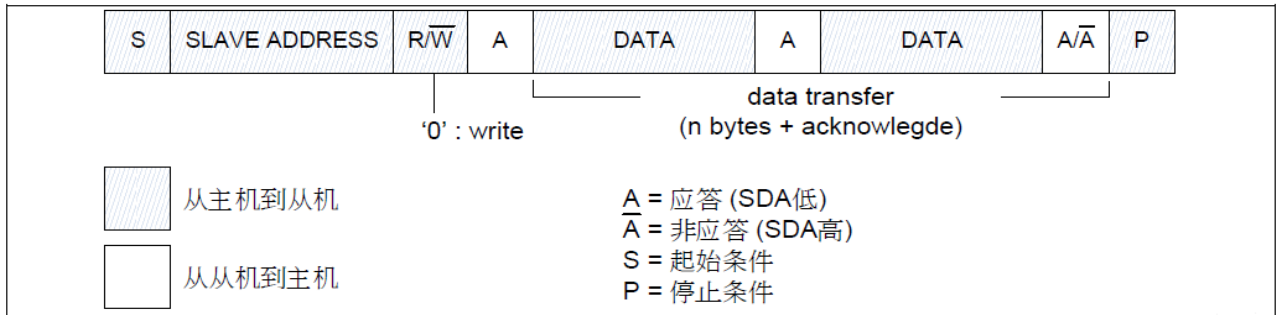 S SLAVE ADDRESS R/W̅ A DATA A DATA A/A̅ P
data transfer
'0' : write (n bytes + acknowlegde)
从主机到从机
从从机到主机
A = 应答 (SDA低)
A̅ = 非应答 (SDA高)
S = 起始条件
P = 停止条件